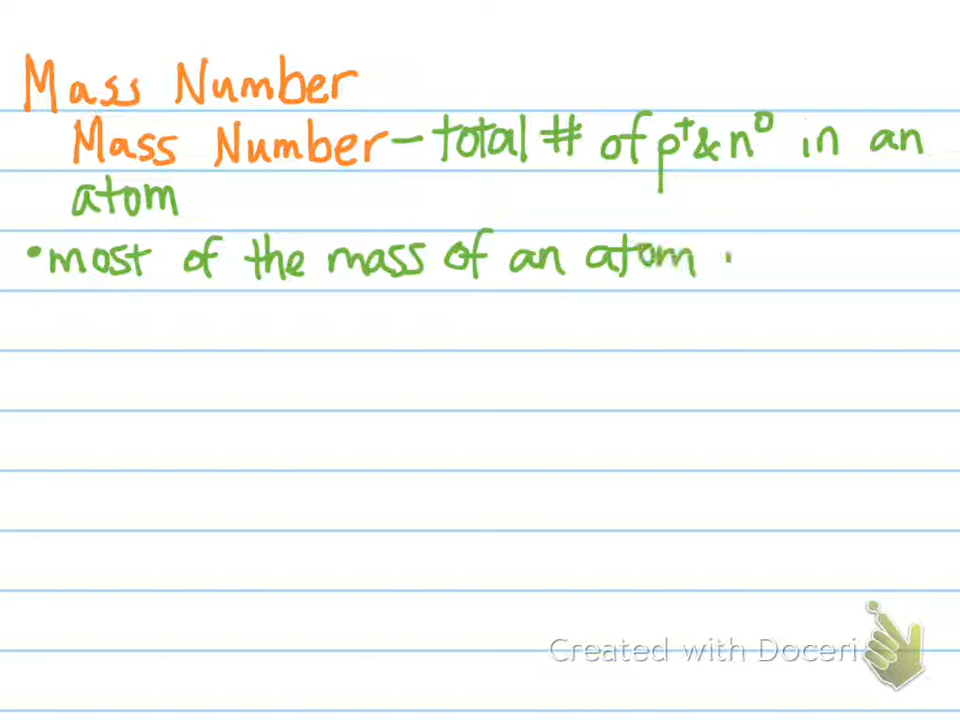 Mass Number
Mass Number - total # of p⁺ & n⁰ in an
atom
• most of the mass of an atom
Created with Doceri